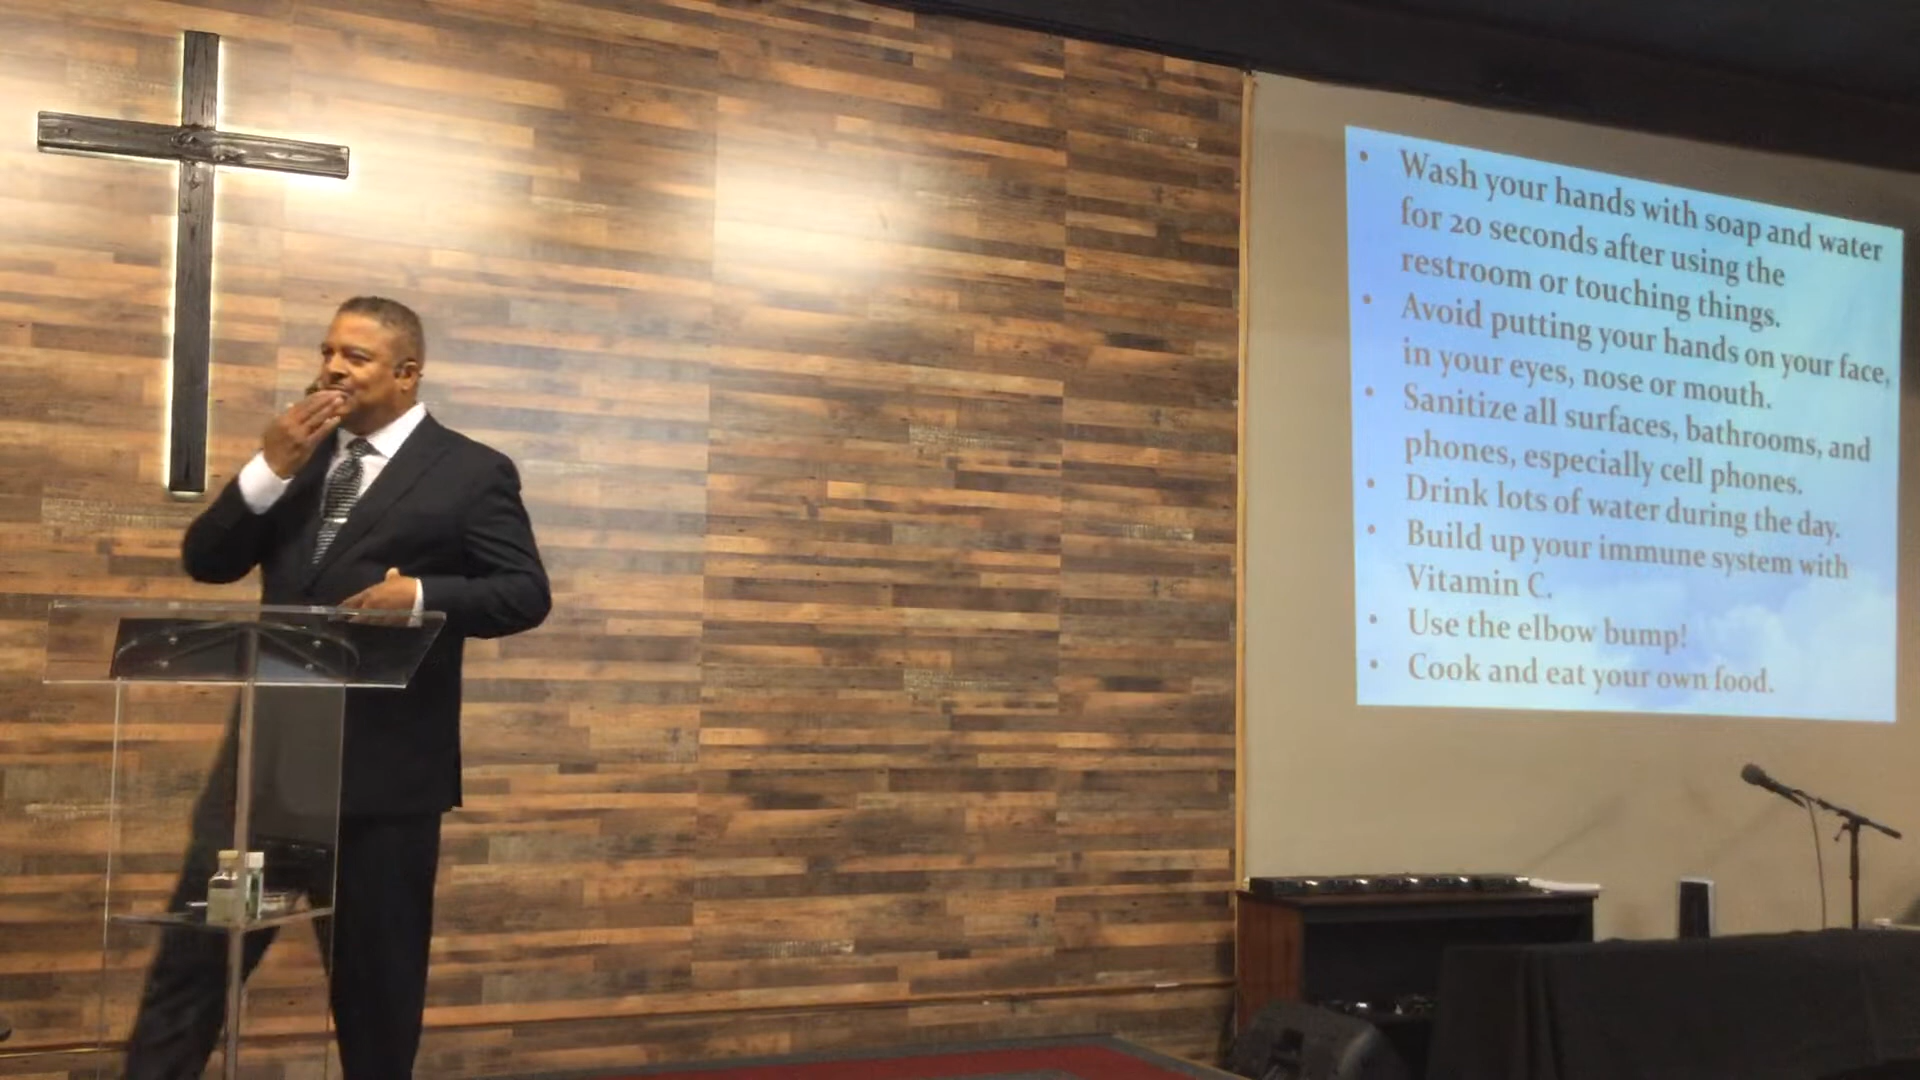 • Wash your hands with soap and water
for 20 seconds after using the
restroom or touching things.
• Avoid putting your hands on your face,
in your eyes, nose or mouth.
• Sanitize all surfaces, bathrooms, and
phones, especially cell phones.
• Drink lots of water during the day.
• Build up your immune system with
Vitamin C.
• Use the elbow bump!
• Cook and eat your own food.